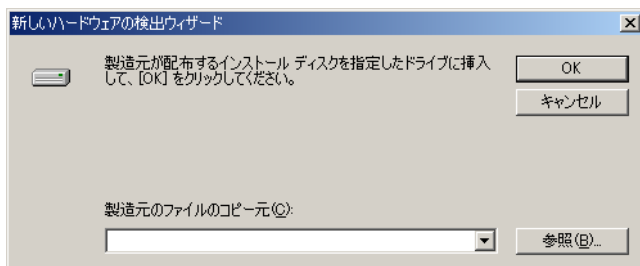 新しいハードウェアの検出ウィザード
製造元が配布するインストール ディスクを指定したドライブに挿入
して、[OK] をクリックしてください。
OK
キャンセル
製造元のファイルのコピー元(C):
参照(B)...